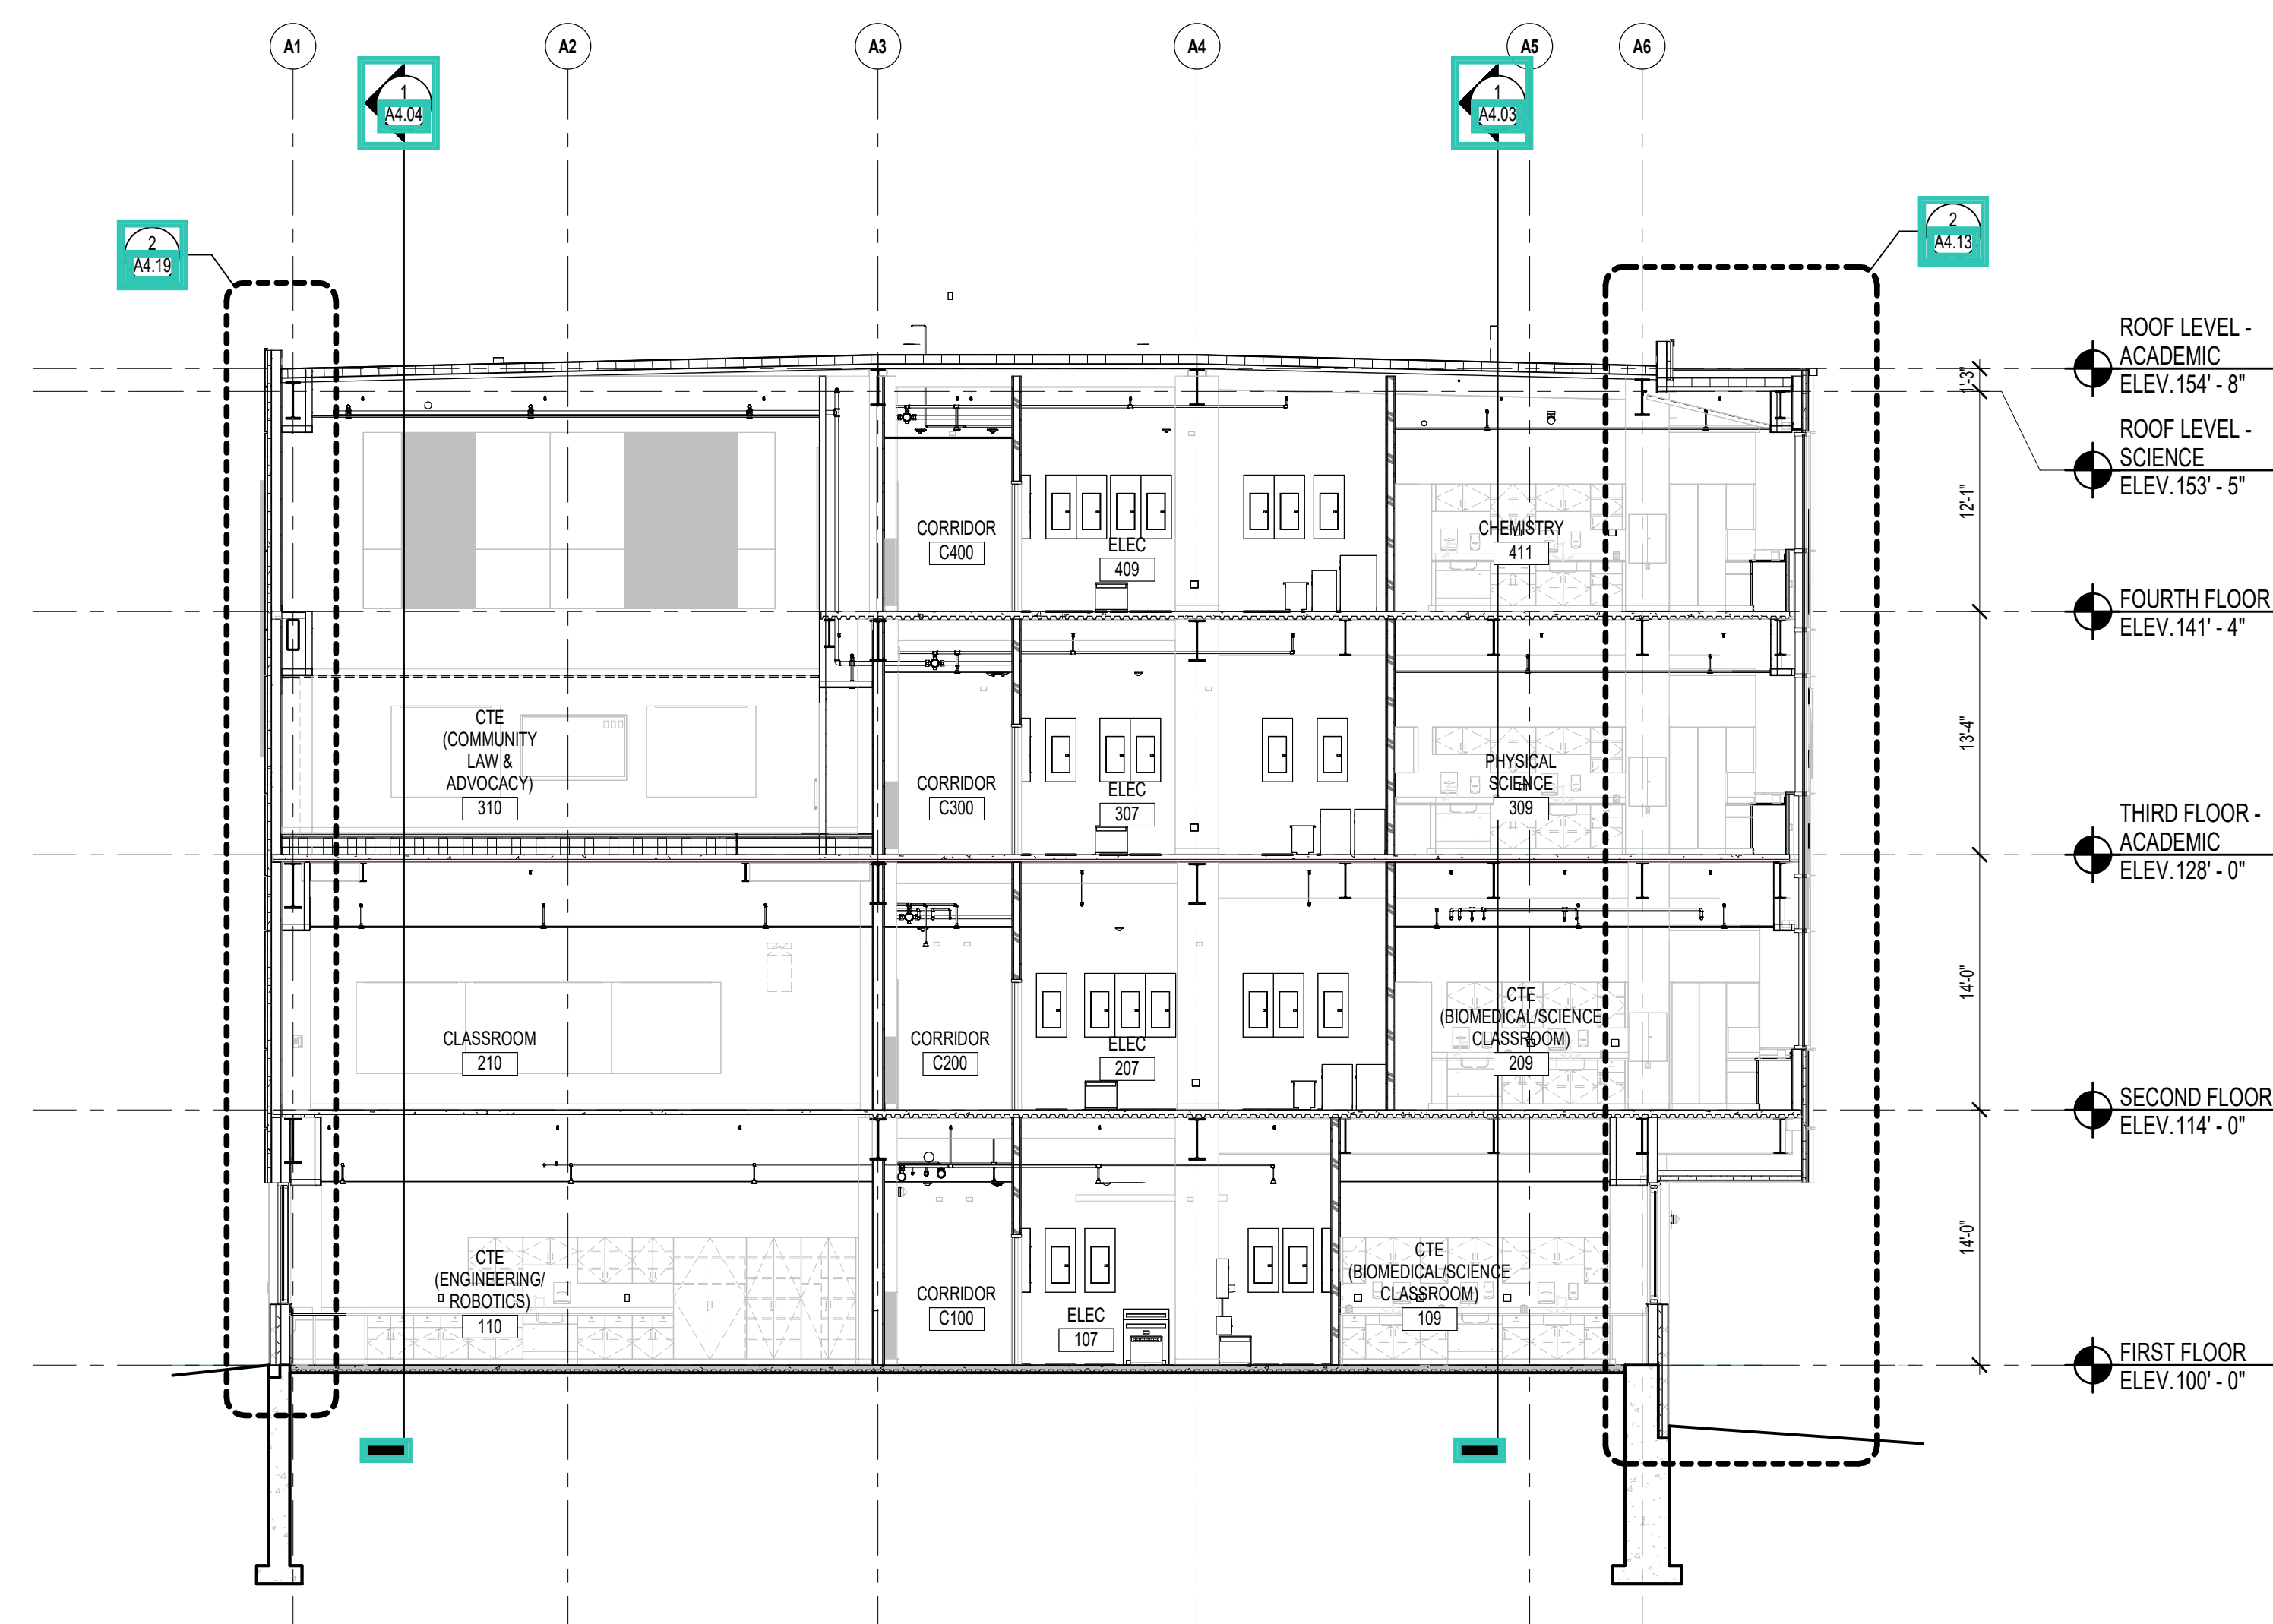 A1
A2
A3
A4
A5
A6
1
A4.04
1
A4.03
2
A4.19
2
A4.13
ROOF LEVEL -
ACADEMIC
ELEV.154' - 8"
1'-3"
ROOF LEVEL -
SCIENCE
ELEV.153' - 5"
12'-1"
CORRIDOR
C400
ELEC
409
CHEMISTRY
411
FOURTH FLOOR
ELEV.141' - 4"
13'-4"
CTE
(COMMUNITY
LAW &
ADVOCACY)
310
CORRIDOR
C300
ELEC
307
PHYSICAL
SCIENCE
309
THIRD FLOOR -
ACADEMIC
ELEV.128' - 0"
14'-0"
CLASSROOM
210
CORRIDOR
C200
ELEC
207
CTE
(BIOMEDICAL/SCIENCE
CLASSROOM)
209
SECOND FLOOR
ELEV.114' - 0"
14'-0"
CTE
(ENGINEERING/
ROBOTICS)
110
CORRIDOR
C100
ELEC
107
CTE
(BIOMEDICAL/SCIENCE
CLASSROOM)
109
FIRST FLOOR
ELEV.100' - 0"